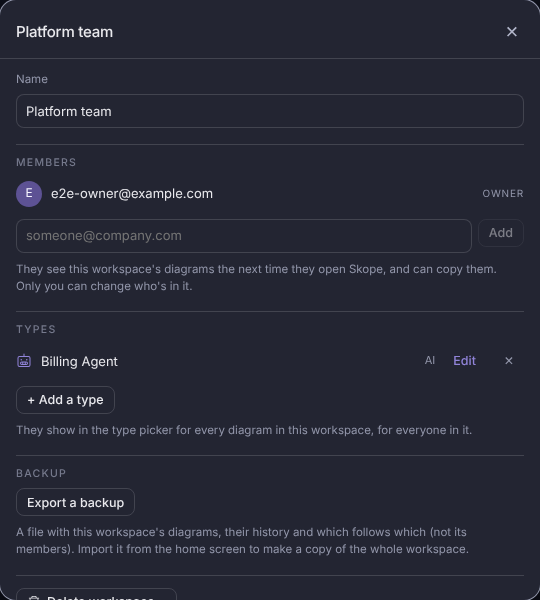 Platform team
Name
Platform team
MEMBERS
E e2e-owner@example.com OWNER
someone@company.com Add
They see this workspace's diagrams the next time they open Skope, and can copy them.
Only you can change who's in it.
TYPES
Billing Agent AI Edit ×
+ Add a type
They show in the type picker for every diagram in this workspace, for everyone in it.
BACKUP
Export a backup
A file with this workspace's diagrams, their history and which follows which (not its
members). Import it from the home screen to make a copy of the whole workspace.
Delete workspace...